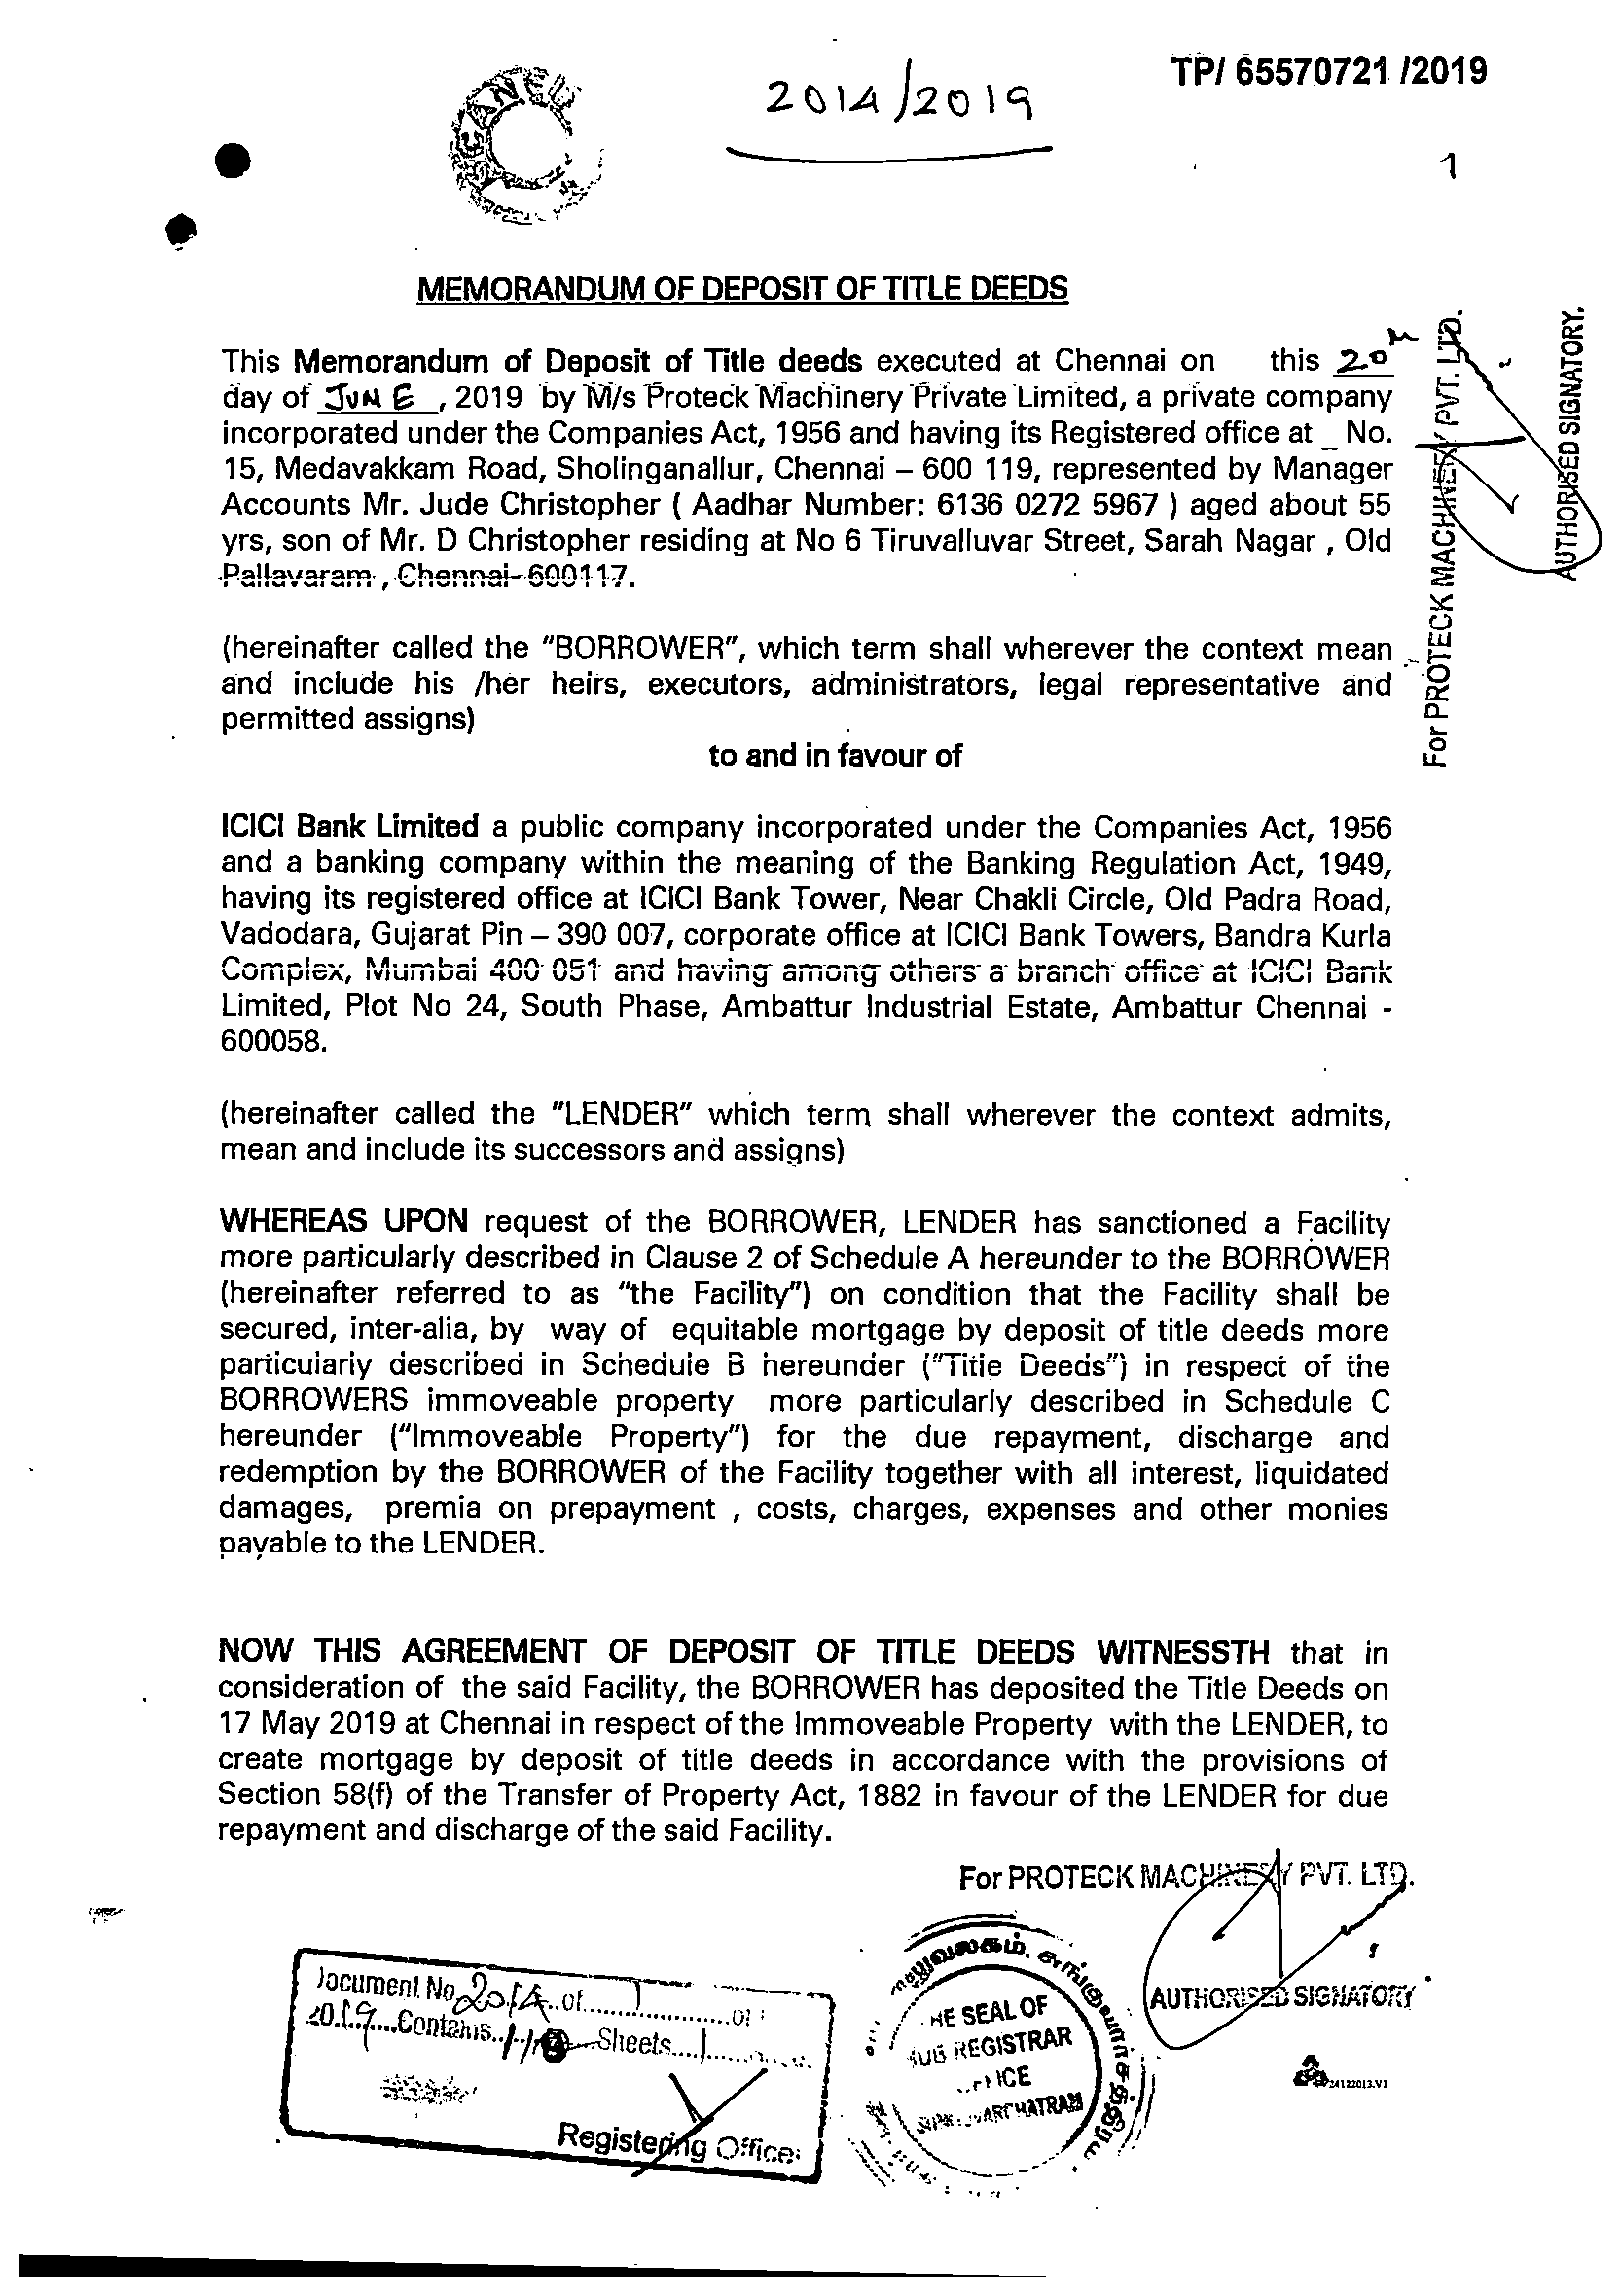 TP/ 65570721 /2019
2014/2019
1
MEMORANDUM OF DEPOSIT OF TITLE DEEDS
This Memorandum of Deposit of Title deeds executed at Chennai on this 20
day of JUNE, 2019 by M/s Proteck Machinery Private Limited, a private company
incorporated under the Companies Act, 1956 and having its Registered office at _ No.
15, Medavakkam Road, Sholinganallur, Chennai – 600 119, represented by Manager
Accounts Mr. Jude Christopher ( Aadhar Number: 6136 0272 5967 ) aged about 55
yrs, son of Mr. D Christopher residing at No 6 Tiruvalluvar Street, Sarah Nagar , Old
Pallavaram , Chennai-600117.
(hereinafter called the "BORROWER", which term shall wherever the context mean
and include his /her heirs, executors, administrators, legal representative and
permitted assigns)
to and in favour of
ICICI Bank Limited a public company incorporated under the Companies Act, 1956
and a banking company within the meaning of the Banking Regulation Act, 1949,
having its registered office at ICICI Bank Tower, Near Chakli Circle, Old Padra Road,
Vadodara, Gujarat Pin – 390 007, corporate office at ICICI Bank Towers, Bandra Kurla
Complex, Mumbai 400 051 and having among others a branch office at ICICI Bank
Limited, Plot No 24, South Phase, Ambattur Industrial Estate, Ambattur Chennai -
600058.
(hereinafter called the "LENDER" which term shall wherever the context admits,
mean and include its successors and assigns)
WHEREAS UPON request of the BORROWER, LENDER has sanctioned a Facility
more particularly described in Clause 2 of Schedule A hereunder to the BORROWER
(hereinafter referred to as "the Facility") on condition that the Facility shall be
secured, inter-alia, by way of equitable mortgage by deposit of title deeds more
particularly described in Schedule B hereunder ("Title Deeds") in respect of the
BORROWERS immoveable property more particularly described in Schedule C
hereunder ("Immoveable Property") for the due repayment, discharge and
redemption by the BORROWER of the Facility together with all interest, liquidated
damages, premia on prepayment , costs, charges, expenses and other monies
payable to the LENDER.
NOW THIS AGREEMENT OF DEPOSIT OF TITLE DEEDS WITNESSTH that in
consideration of the said Facility, the BORROWER has deposited the Title Deeds on
17 May 2019 at Chennai in respect of the Immoveable Property with the LENDER, to
create mortgage by deposit of title deeds in accordance with the provisions of
Section 58(f) of the Transfer of Property Act, 1882 in favour of the LENDER for due
repayment and discharge of the said Facility.
For PROTECK MACHINERY PVT. LTD.
AUTHORISED SIGNATORY.
For PROTECK MACHINERY PVT. LTD.
AUTHORISED SIGNATORY
Document No 2014 of 1
2019 Contains Sheets 1
Registering Officer
THE SEAL OF
SUB REGISTRAR
24122013.V1